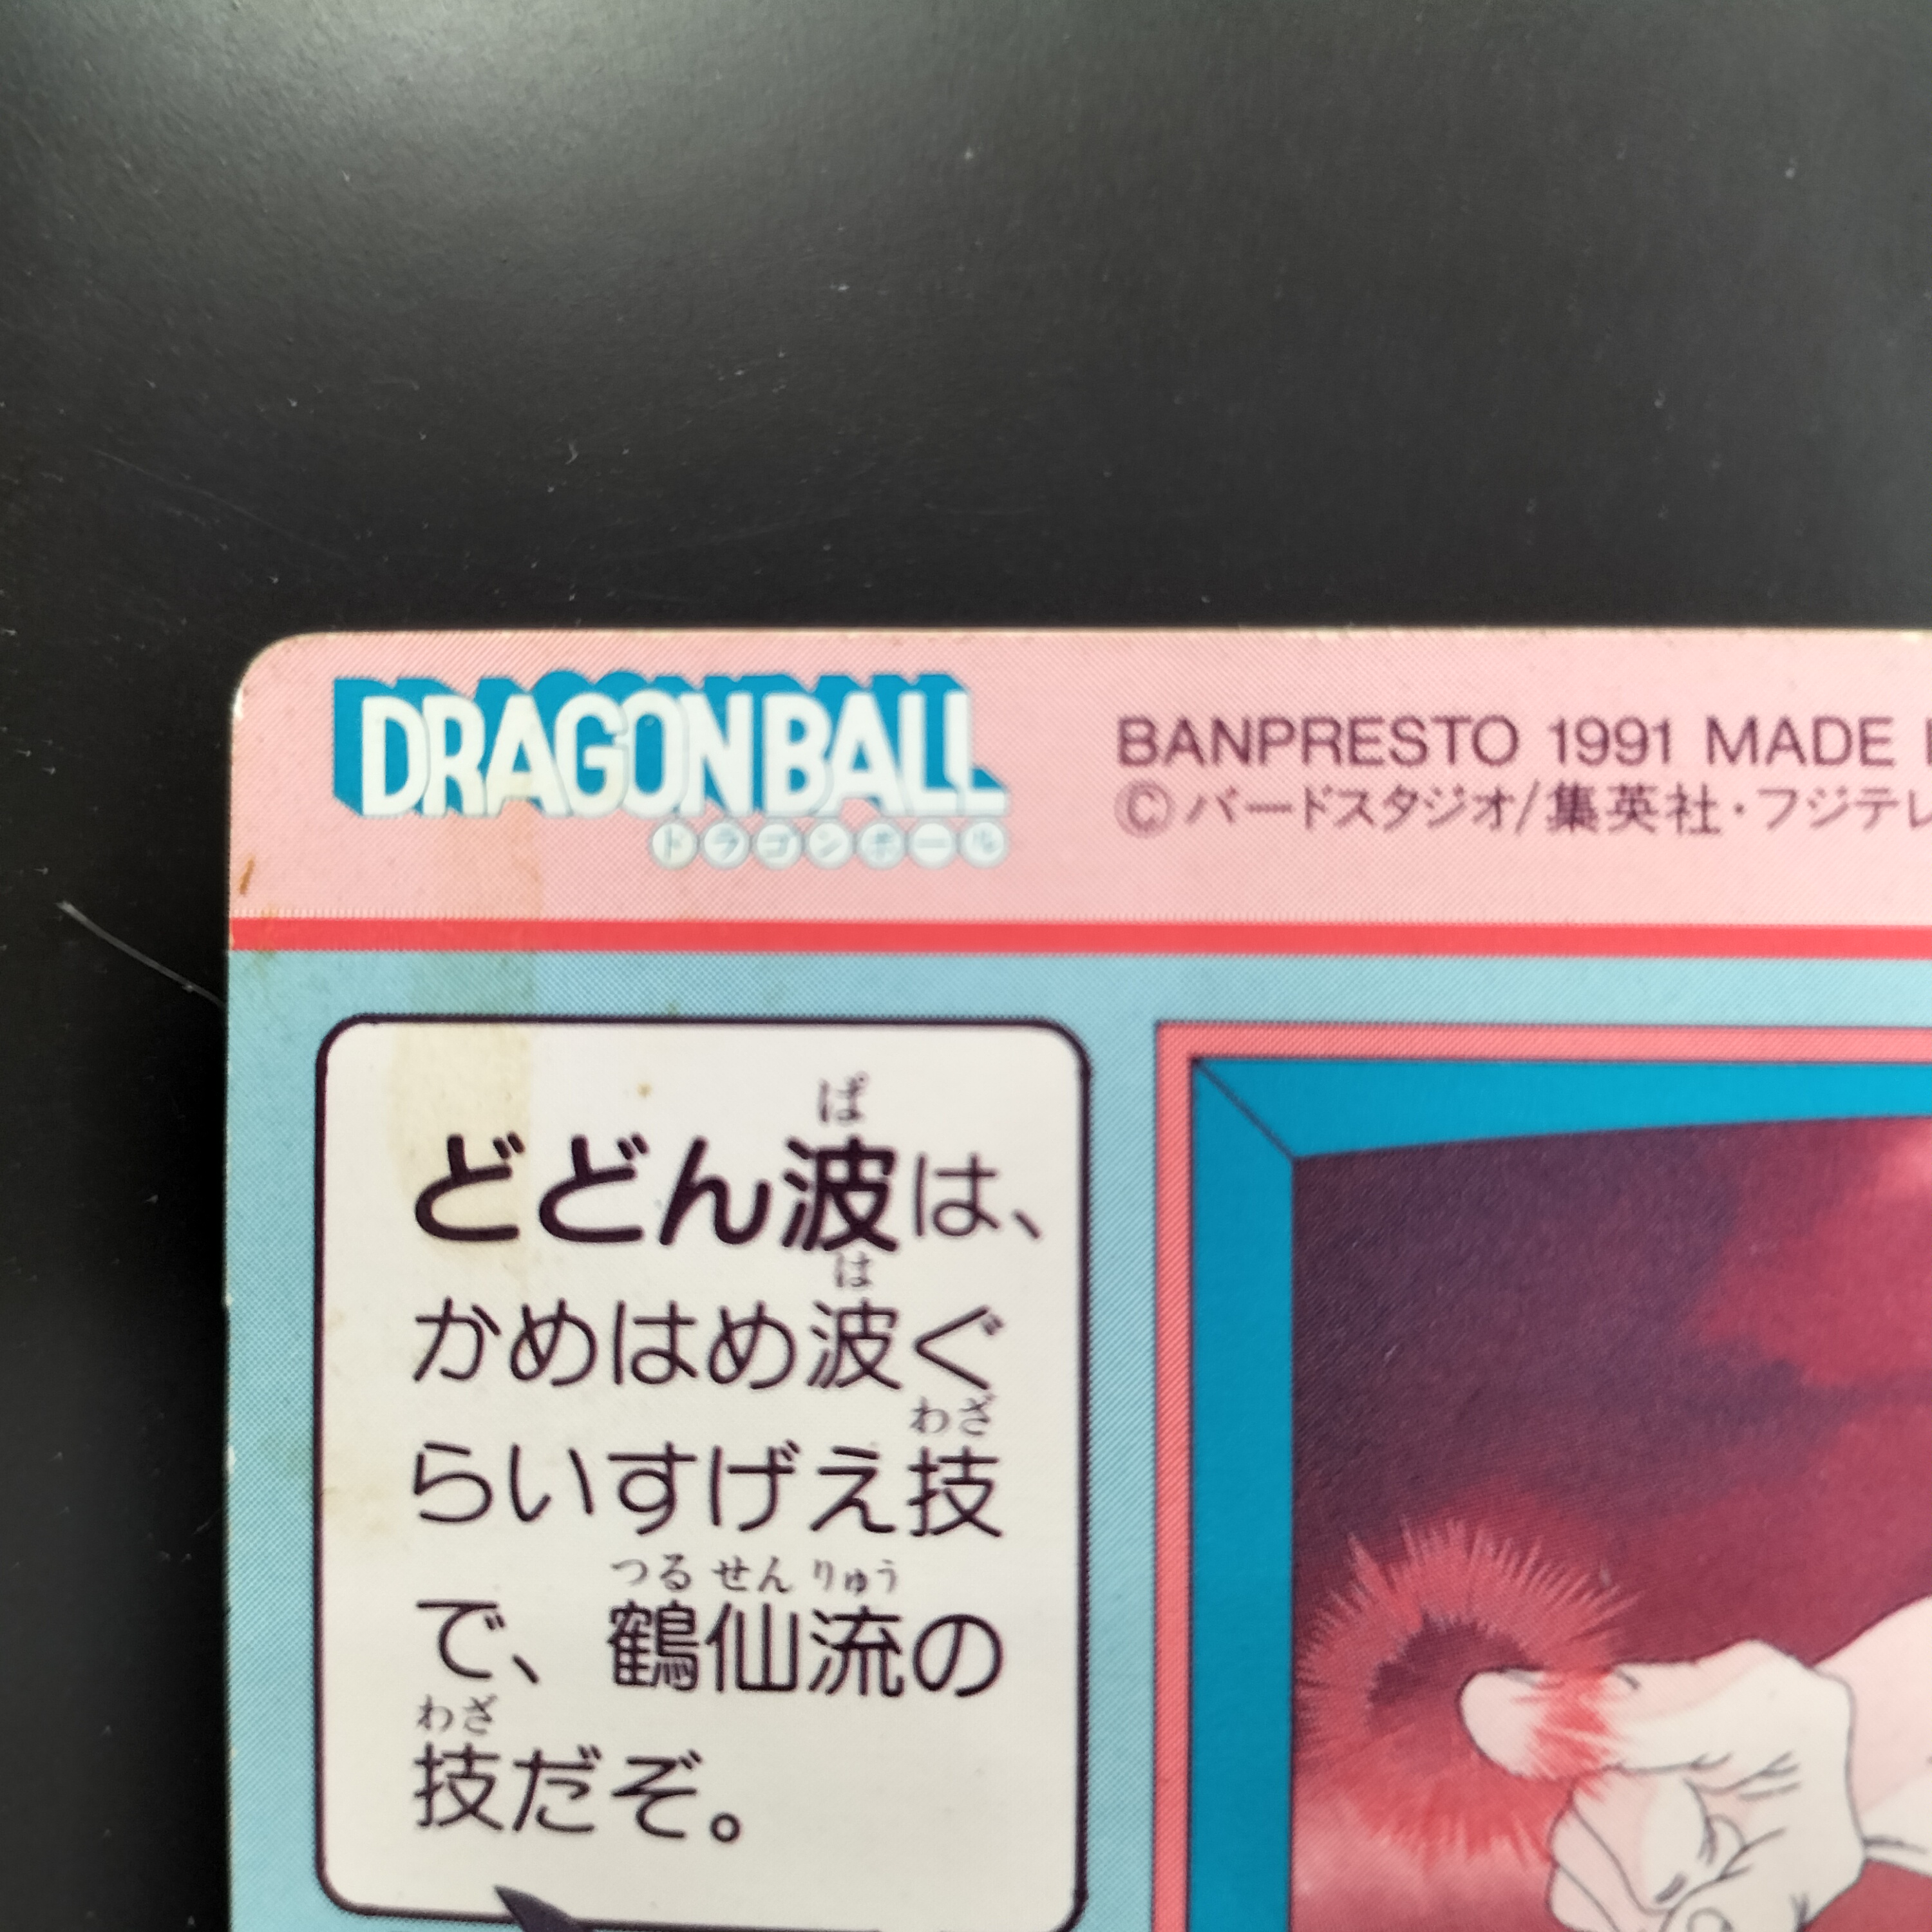 DRAGONBALL
ドラゴンボール
BANPRESTO 1991 MADE
©バードスタジオ/集英社・フジテレ
ぱ
どどん波は、
は
かめはめ波ぐ
わざ
らいすげえ技
つるせんりゅう
で、鶴仙流の
わざ
技だぞ。